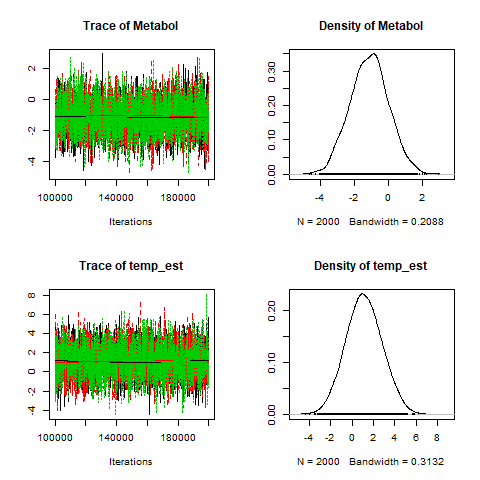 Trace of Metabol
2
0
-2
-4
100000 140000 180000
Iterations
Density of Metabol
0.30
0.20
0.10
0.00
-4 -2 0 2
N = 2000 Bandwidth = 0.2088
Trace of temp_est
8
6
4
2
0
-2
-4
100000 140000 180000
Iterations
Density of temp_est
0.20
0.10
0.00
-4 -2 0 2 4 6 8
N = 2000 Bandwidth = 0.3132